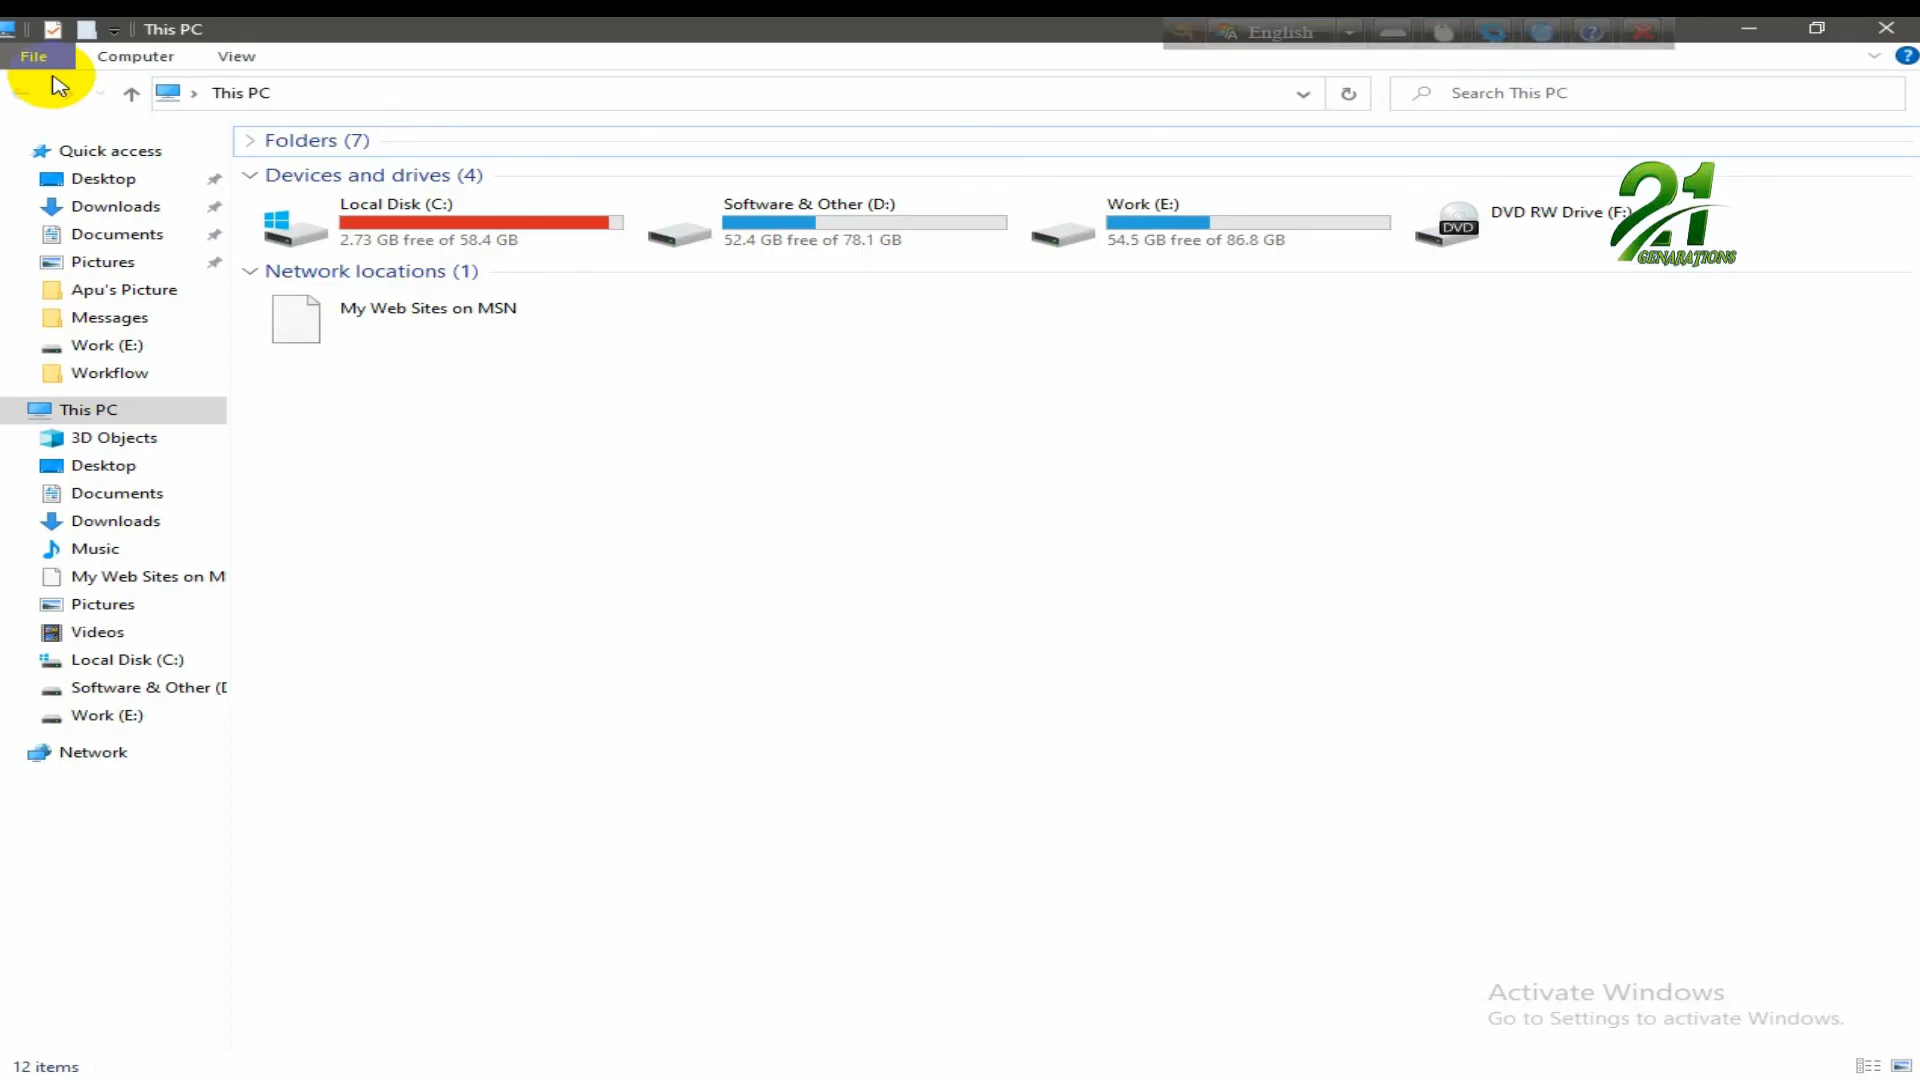 This PC
English
File
Computer
View
This PC
Search This PC
Quick access
Desktop
Downloads
Documents
Pictures
Apu's Picture
Messages
Work (E:)
Workflow
This PC
3D Objects
Desktop
Documents
Downloads
Music
My Web Sites on M
Pictures
Videos
Local Disk (C:)
Software & Other (D
Work (E:)
Network
Folders (7)
Devices and drives (4)
Local Disk (C:)
2.73 GB free of 58.4 GB
Software & Other (D:)
52.4 GB free of 78.1 GB
Work (E:)
54.5 GB free of 86.8 GB
DVD
DVD RW Drive (F:)
21
GENARATIONS
Network locations (1)
My Web Sites on MSN
Activate Windows
Go to Settings to activate Windows.
12 items